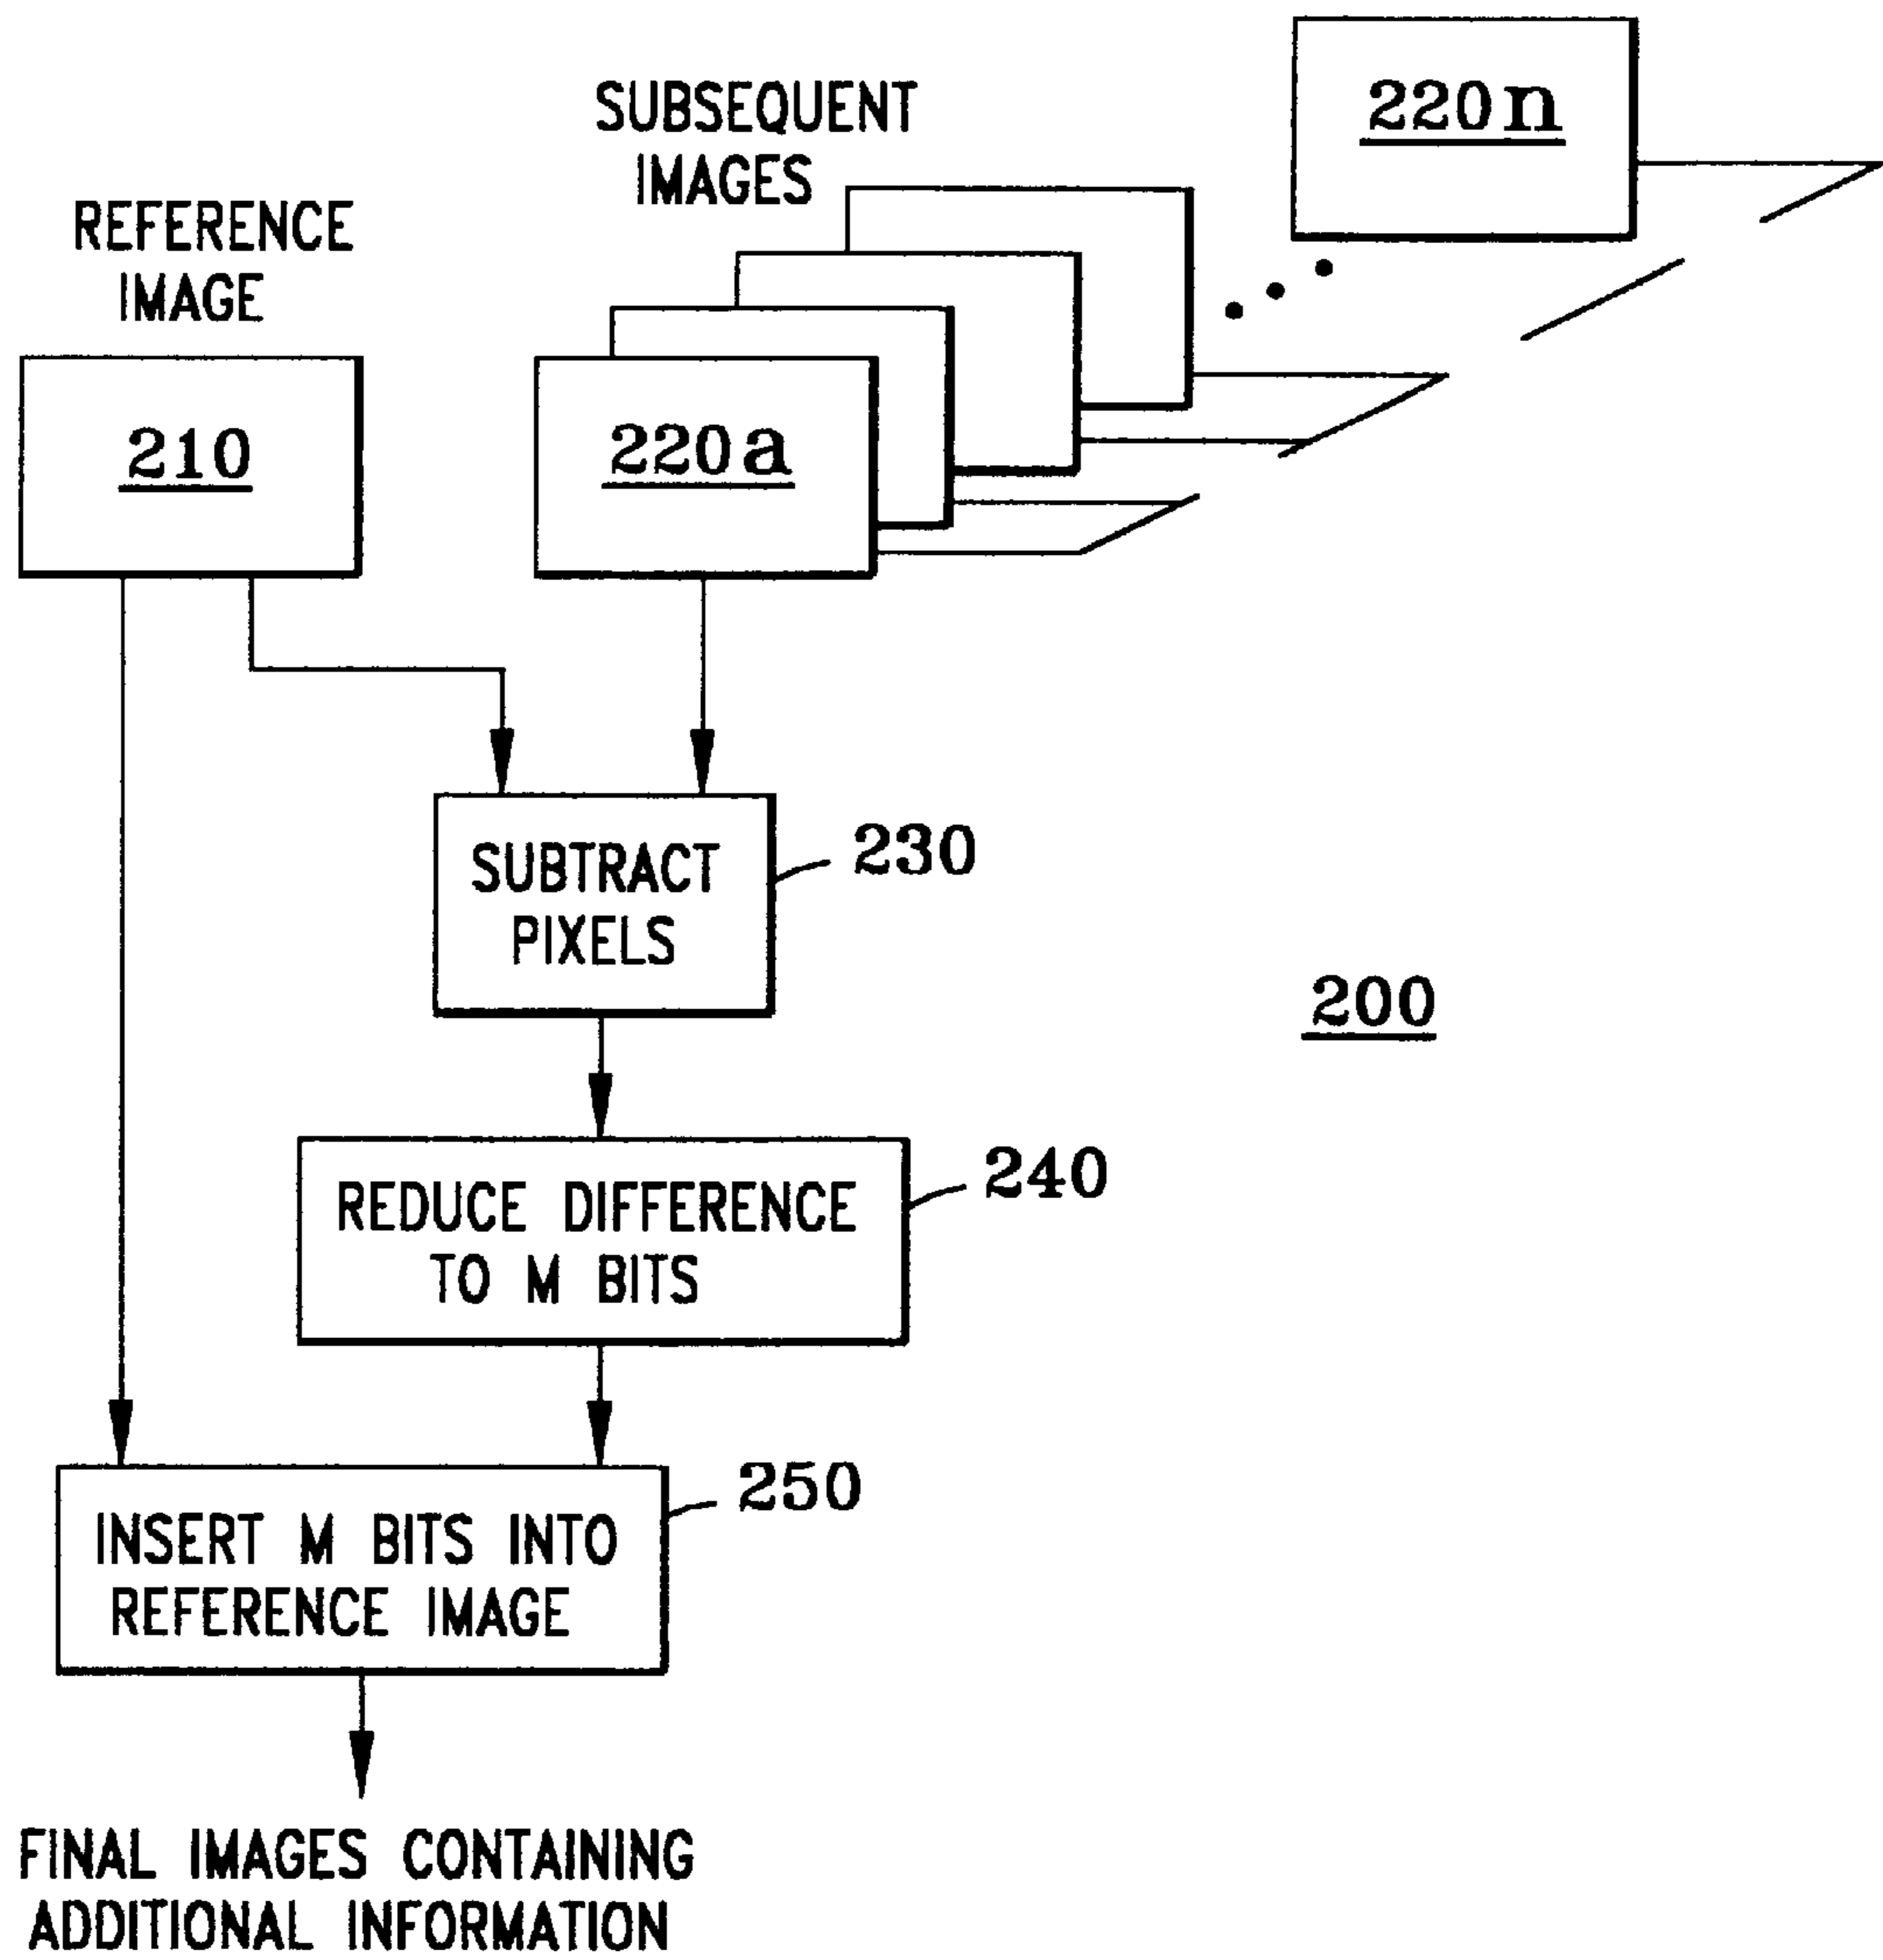 220n
SUBSEQUENT
IMAGES
REFERENCE
IMAGE
210
220a
SUBTRACT
PIXELS
230
200
REDUCE DIFFERENCE
TO M BITS
240
INSERT M BITS INTO
REFERENCE IMAGE
250
FINAL IMAGES CONTAINING
ADDITIONAL INFORMATION